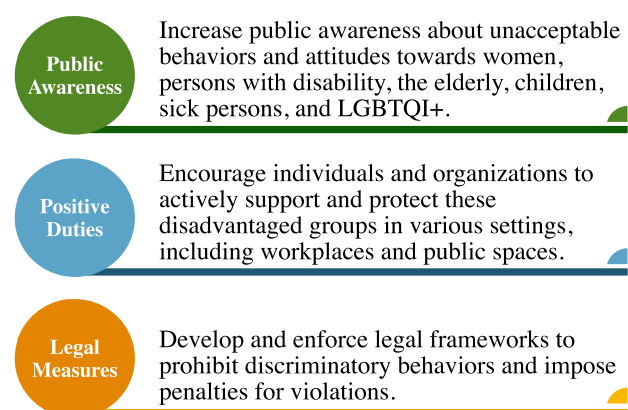 Public
Awareness
Increase public awareness about unacceptable
behaviors and attitudes towards women,
persons with disability, the elderly, children,
sick persons, and LGBTQI+.
Positive
Duties
Encourage individuals and organizations to
actively support and protect these
disadvantaged groups in various settings,
including workplaces and public spaces.
Legal
Measures
Develop and enforce legal frameworks to
prohibit discriminatory behaviors and impose
penalties for violations.